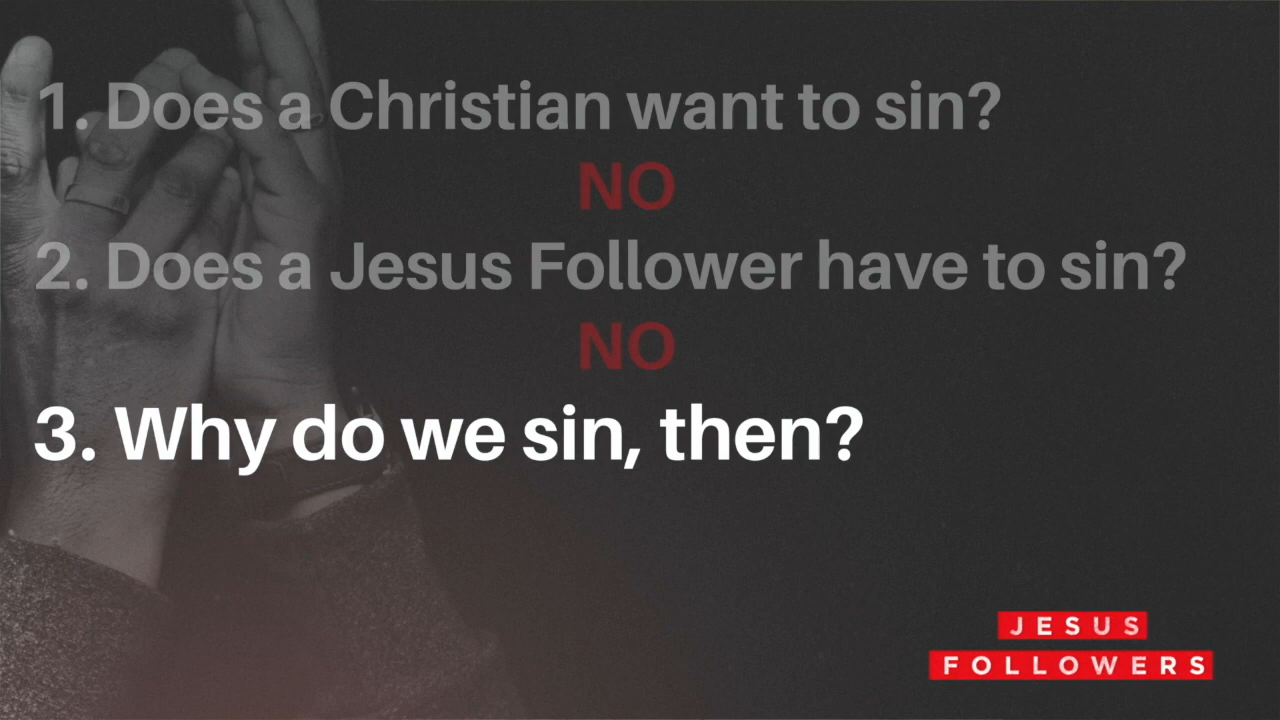 1. Does a Christian want to sin?
NO
2. Does a Jesus Follower have to sin?
NO
3. Why do we sin, then?
JESUS
FOLLOWERS